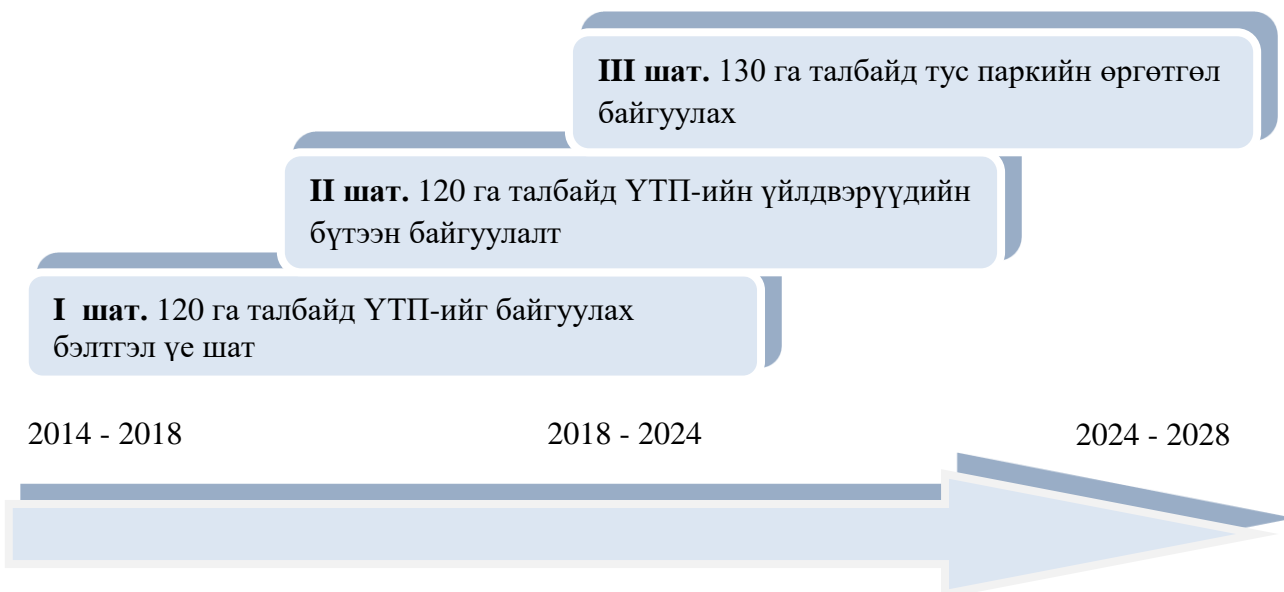 III шат. 130 га талбайд тус паркийн өргөтгөл
байгуулах
II шат. 120 га талбайд ҮТП-ийн үйлдвэрүүдийн
бүтээн байгуулалт
I шат. 120 га талбайд ҮТП-ийг байгуулах
бэлтгэл үе шат
2014 - 2018
2018 - 2024
2024 - 2028